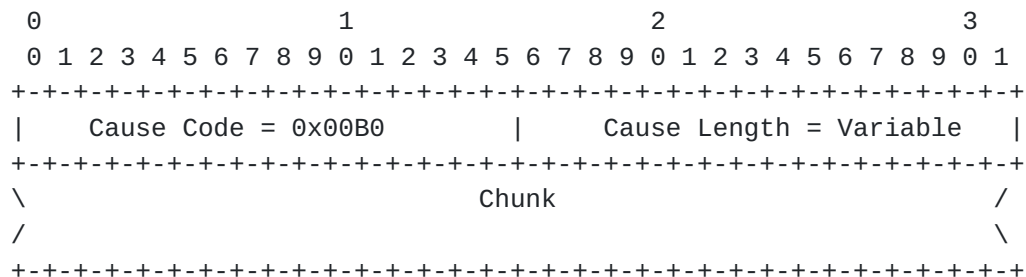 0                   1                   2                   3
0 1 2 3 4 5 6 7 8 9 0 1 2 3 4 5 6 7 8 9 0 1 2 3 4 5 6 7 8 9 0 1
+-+-+-+-+-+-+-+-+-+-+-+-+-+-+-+-+-+-+-+-+-+-+-+-+-+-+-+-+-+-+-+-+
|    Cause Code = 0x00B0        |     Cause Length = Variable   |
+-+-+-+-+-+-+-+-+-+-+-+-+-+-+-+-+-+-+-+-+-+-+-+-+-+-+-+-+-+-+-+-+
\                             Chunk                             /
/                                                               \
+-+-+-+-+-+-+-+-+-+-+-+-+-+-+-+-+-+-+-+-+-+-+-+-+-+-+-+-+-+-+-+-+